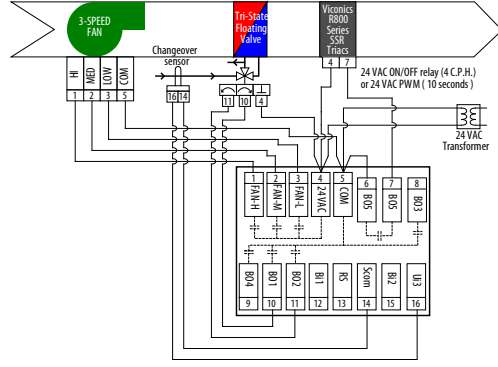 3-SPEED
FAN
Tri-State
Floating
Valve
Viconics
R800
Series
SSR
Triacs
Changeover
sensor
24 VAC ON/OFF relay (4 C.P.H.)
or 24 VAC PWM ( 10 seconds )
24 VAC
Transformer
HI
MED
LOW
COM
1
2
3
5
16
14
11
10
4
4
7
1
2
3
4
5
6
7
8
FAN-H
FAN-M
FAN-L
24 VAC
COM
BO5
BO5
BO3
BO4
BO1
BO2
Bi1
RS
Scom
Bi2
Ui3
9
10
11
12
13
14
15
16